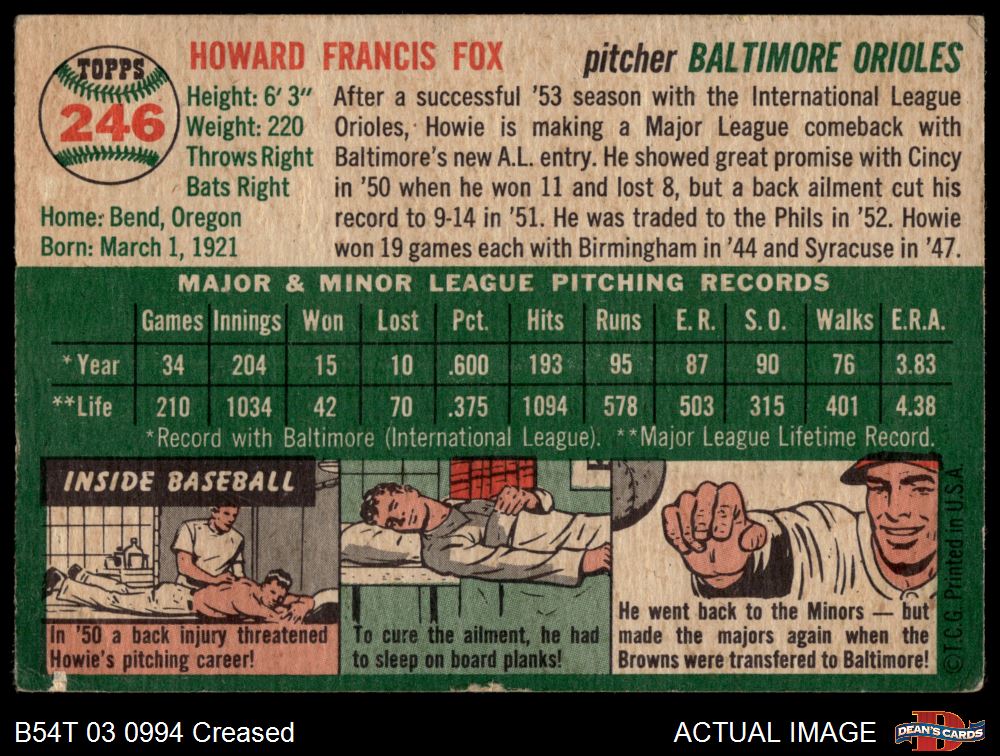 TOPPS
246
HOWARD FRANCIS FOX
pitcher BALTIMORE ORIOLES
Height: 6' 3"
Weight: 220
Throws Right
Bats Right
Home: Bend, Oregon
Born: March 1, 1921
After a successful '53 season with the International League
Orioles, Howie is making a Major League comeback with
Baltimore's new A.L. entry. He showed great promise with Cincy
in '50 when he won 11 and lost 8, but a back ailment cut his
record to 9-14 in '51. He was traded to the Phils in '52. Howie
won 19 games each with Birmingham in '44 and Syracuse in '47.
MAJOR & MINOR LEAGUE PITCHING RECORDS
Games Innings Won Lost Pct. Hits Runs E. R. S. O. Walks E.R.A.
*Year 34 204 15 10 .600 193 95 87 90 76 3.83
**Life 210 1034 42 70 .375 1094 578 503 315 401 4.38
*Record with Baltimore (International League). **Major League Lifetime Record.
INSIDE BASEBALL
In '50 a back injury threatened
Howie's pitching career!
To cure the ailment, he had
to sleep on board planks!
He went back to the Minors — but
made the majors again when the
Browns were transfered to Baltimore!
©T.C.G. Printed in U.S.A.
B54T 03 0994 Creased
ACTUAL IMAGE
DEAN'S CARDS